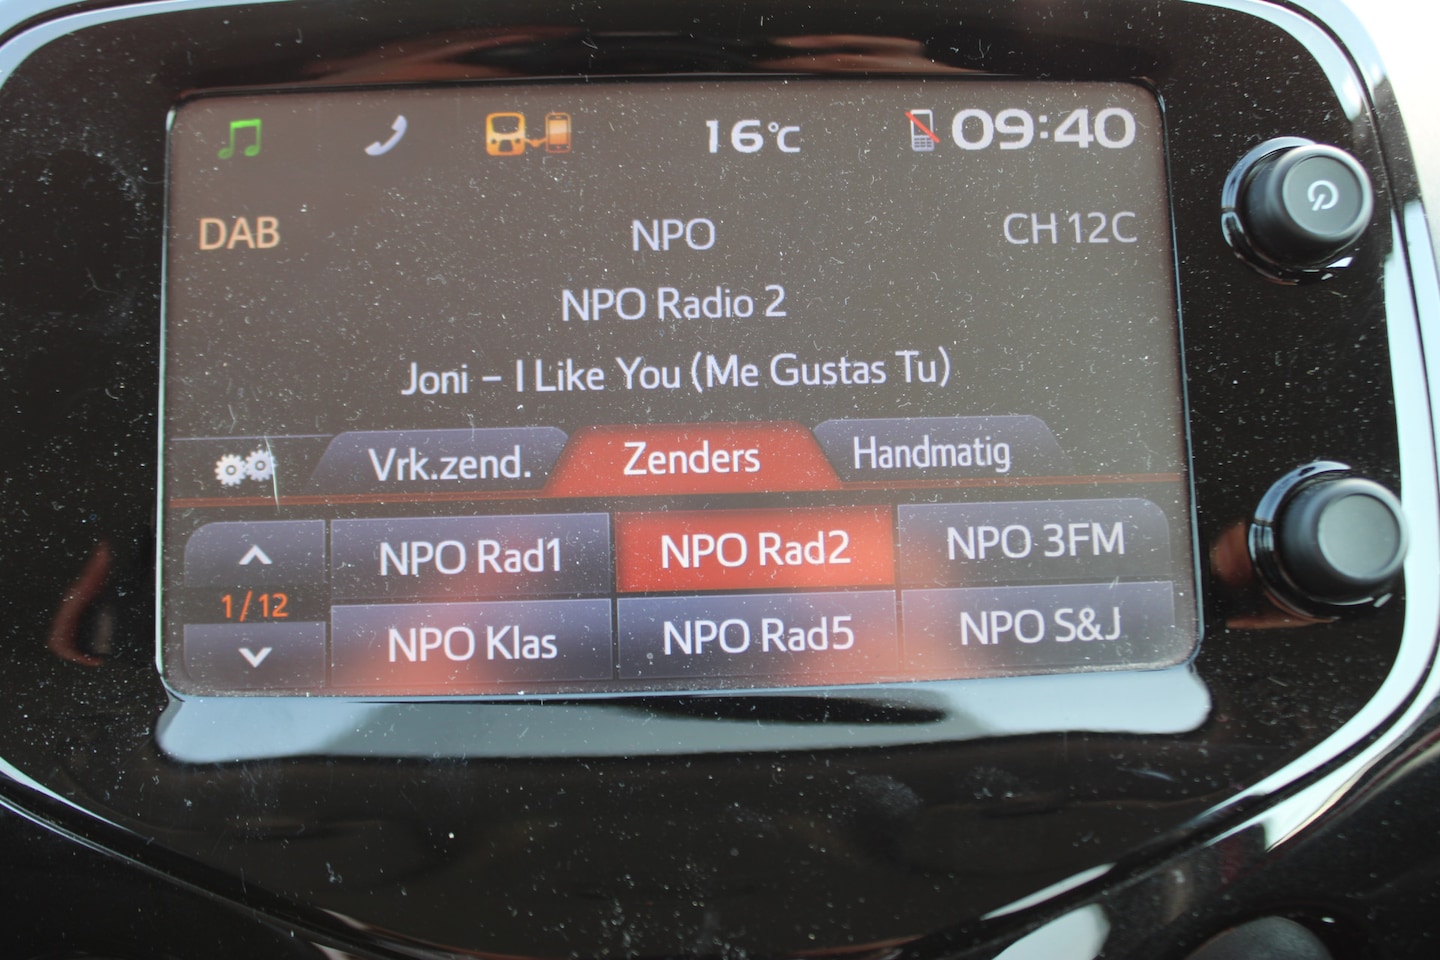 16°C 09:40
DAB NPO CH 12C
NPO Radio 2
Joni – I Like You (Me Gustas Tu)
Vrk.zend. Zenders Handmatig
NPO Rad1 NPO Rad2 NPO 3FM
1/12
NPO Klas NPO Rad5 NPO S&J